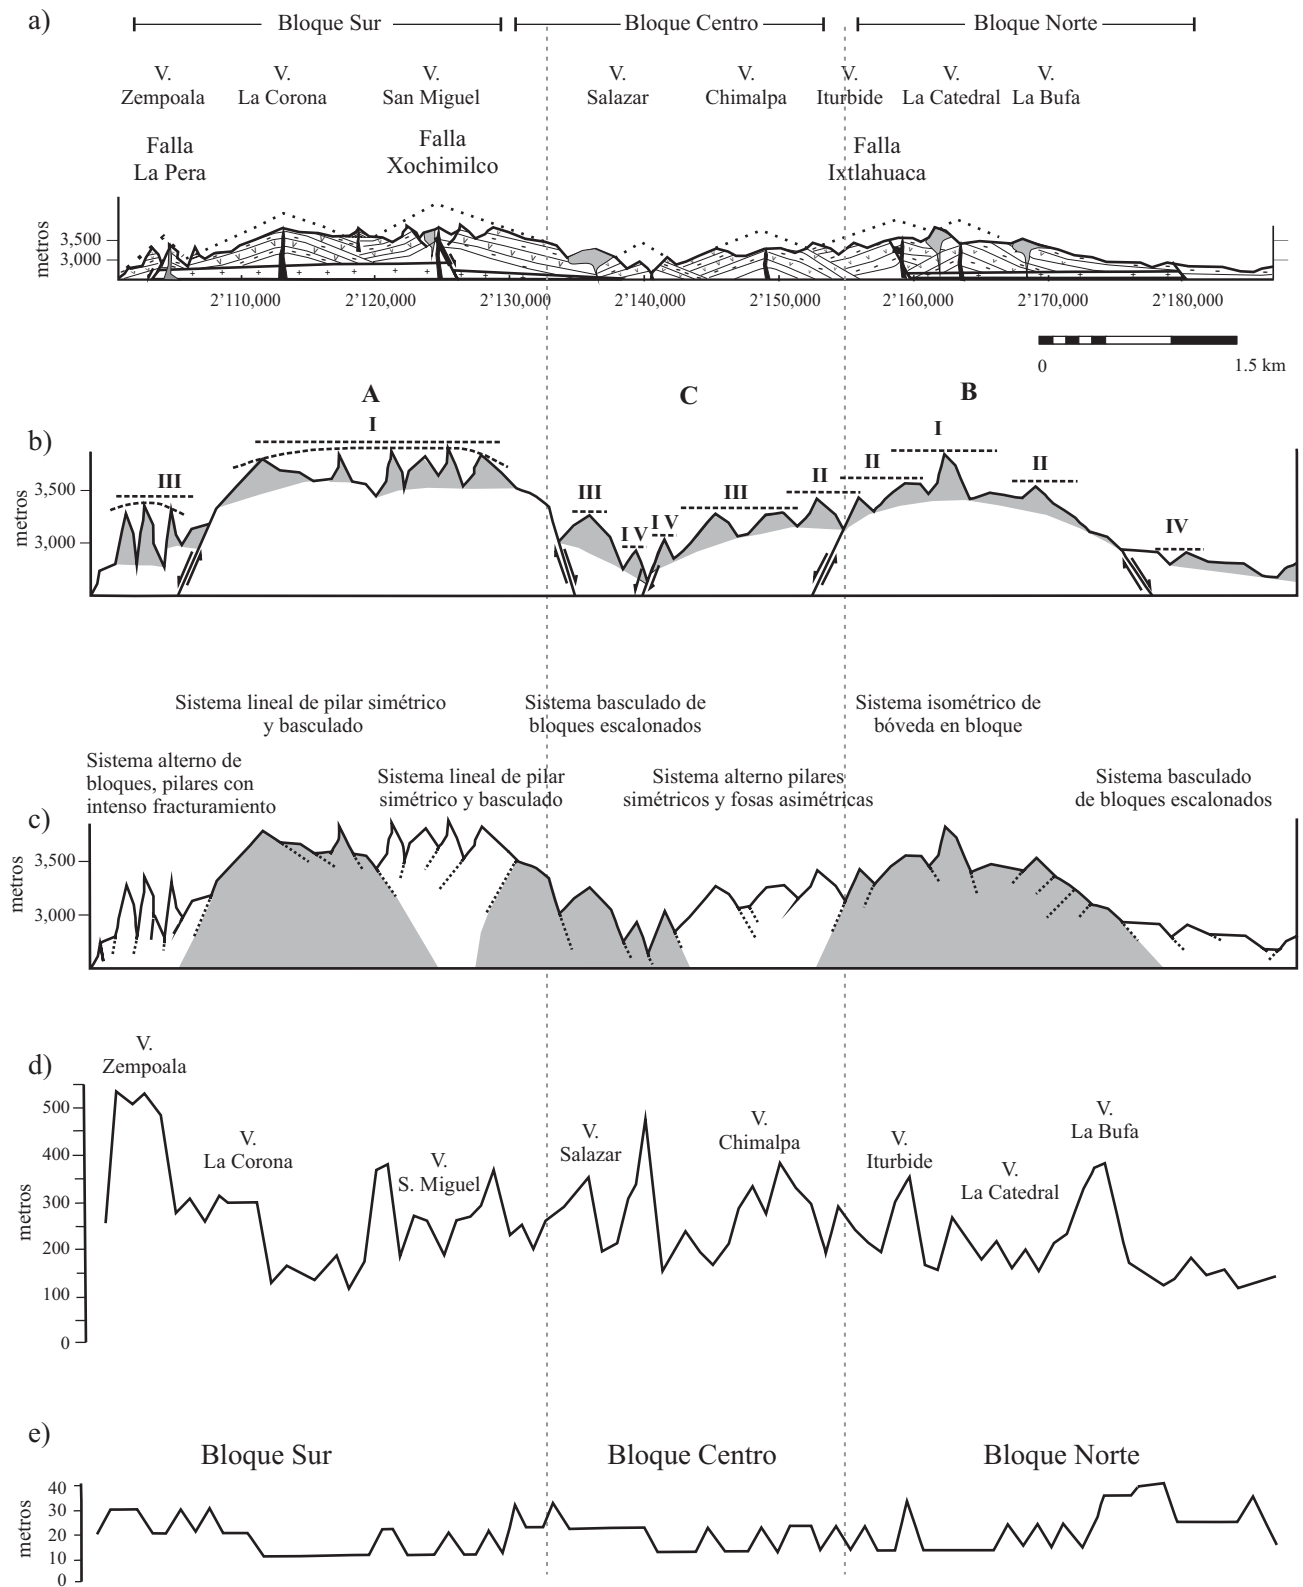 a)
Bloque Sur
Bloque Centro
Bloque Norte
V.
Zempoala
V.
La Corona
V.
San Miguel
V.
Salazar
V.
Chimalpa
V.
Iturbide
V.
La Catedral
V.
La Bufa
Falla
La Pera
Falla
Xochimilco
Falla
Ixtlahuaca
metros
3,500
3,000
2’110,000
2’120,000
2’130,000
2’140,000
2’150,000
2’160,000
2’170,000
2’180,000
0
1.5 km
b)
A
C
B
I
I
II
II
II
III
III
III
I V
I V
IV
metros
3,500
3,000
Sistema lineal de pilar simétrico
y basculado
Sistema basculado de
bloques escalonados
Sistema isométrico de
bóveda en bloque
Sistema alterno de
bloques, pilares con
intenso fracturamiento
Sistema lineal de pilar
simétrico y basculado
Sistema alterno pilares
simétricos y fosas asimétricas
Sistema basculado
de bloques escalonados
c)
metros
3,500
3,000
d)
V.
Zempoala
V.
La Corona
V.
S. Miguel
V.
Salazar
V.
Chimalpa
V.
Iturbide
V.
La Catedral
V.
La Bufa
metros
500
400
300
200
100
0
e)
Bloque Sur
Bloque Centro
Bloque Norte
metros
40
30
20
10
0